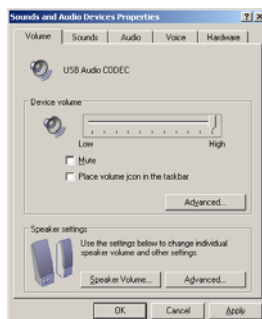 Sounds and Audio Devices Properties
Volume Sounds Audio Voice Hardware
USB Audio CODEC
Device volume
Low High
Mute
Place volume icon in the taskbar
Advanced...
Speaker settings
Use the settings below to change individual
speaker volume and other settings.
Speaker Volume... Advanced...
OK Cancel Apply